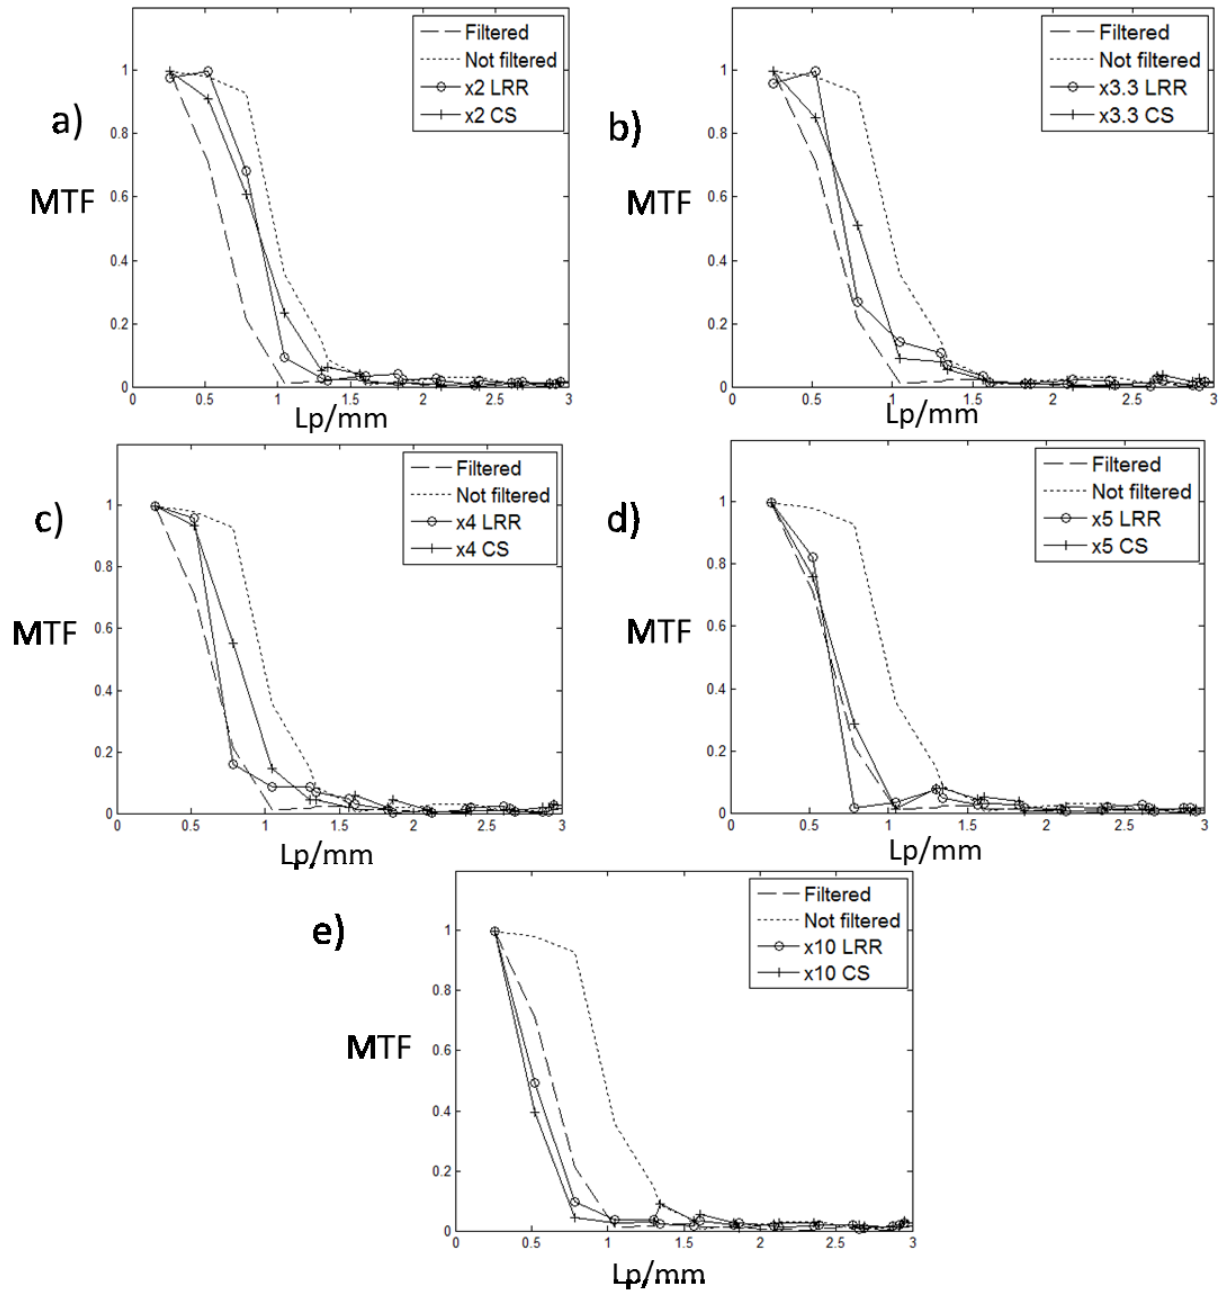 a)
MTF
Filtered
Not filtered
x2 LRR
x2 CS
1
0.8
0.6
0.4
0.2
0
0 0.5 1 1.5 2 2.5 3
Lp/mm
b)
MTF
Filtered
Not filtered
x3.3 LRR
x3.3 CS
1
0.8
0.6
0.4
0.2
0
0 0.5 1 1.5 2 2.5 3
Lp/mm
c)
MTF
Filtered
Not filtered
x4 LRR
x4 CS
1
0.8
0.6
0.4
0.2
0
0 0.5 1 1.5 2 2.5 3
Lp/mm
d)
MTF
Filtered
Not filtered
x5 LRR
x5 CS
1
0.8
0.6
0.4
0.2
0
0 0.5 1 1.5 2 2.5 3
Lp/mm
e)
MTF
Filtered
Not filtered
x10 LRR
x10 CS
1
0.8
0.6
0.4
0.2
0
0 0.5 1 1.5 2 2.5 3
Lp/mm